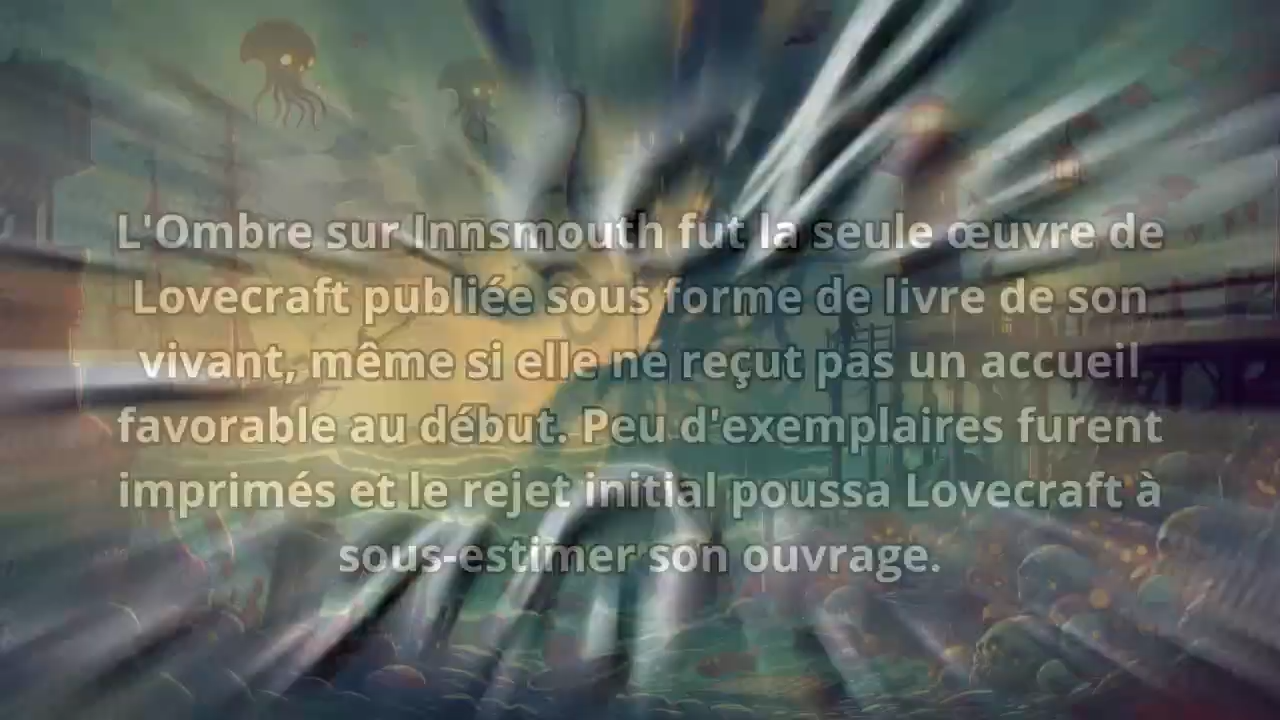 L'Ombre sur Innsmouth fut la seule œuvre de
Lovecraft publiée sous forme de livre de son
vivant, même si elle ne reçut pas un accueil
favorable au début. Peu d'exemplaires furent
imprimés et le rejet initial poussa Lovecraft à
sous-estimer son ouvrage.